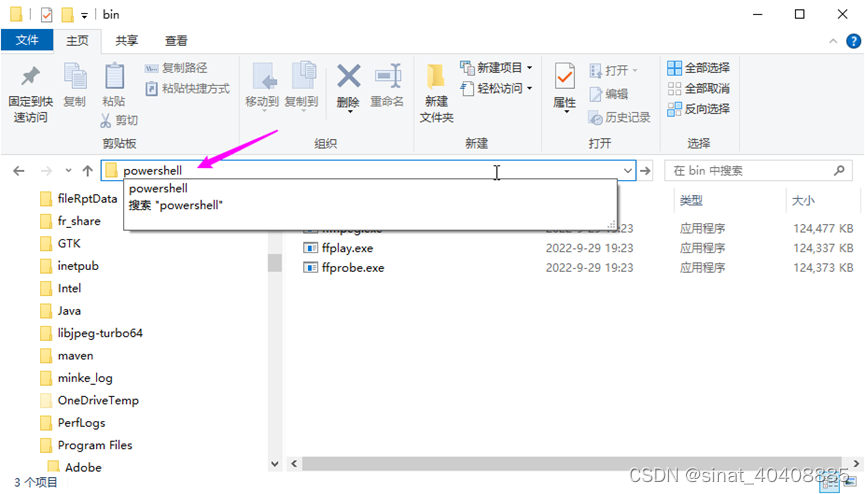 bin
文件 主页 共享 查看
固定到快速访问
复制
粘贴
复制路径
粘贴快捷方式
剪切
剪贴板
移动到 复制到 删除 重命名
组织
新建文件夹
新建项目
轻松访问
新建
属性
打开
编辑
历史记录
打开
全部选择
全部取消
反向选择
选择
powershell
在 bin 中搜索
powershell
搜索 "powershell"
类型 大小
ffmpeg.exe 2022-9-29 19:23 应用程序 124,477 KB
ffplay.exe 2022-9-29 19:23 应用程序 124,337 KB
ffprobe.exe 2022-9-29 19:23 应用程序 124,373 KB
fileRptData
fr_share
GTK
inetpub
Intel
Java
libjpeg-turbo64
maven
minke_log
OneDriveTemp
PerfLogs
Program Files
Adobe
3 个项目
CSDN @sinat_40408885